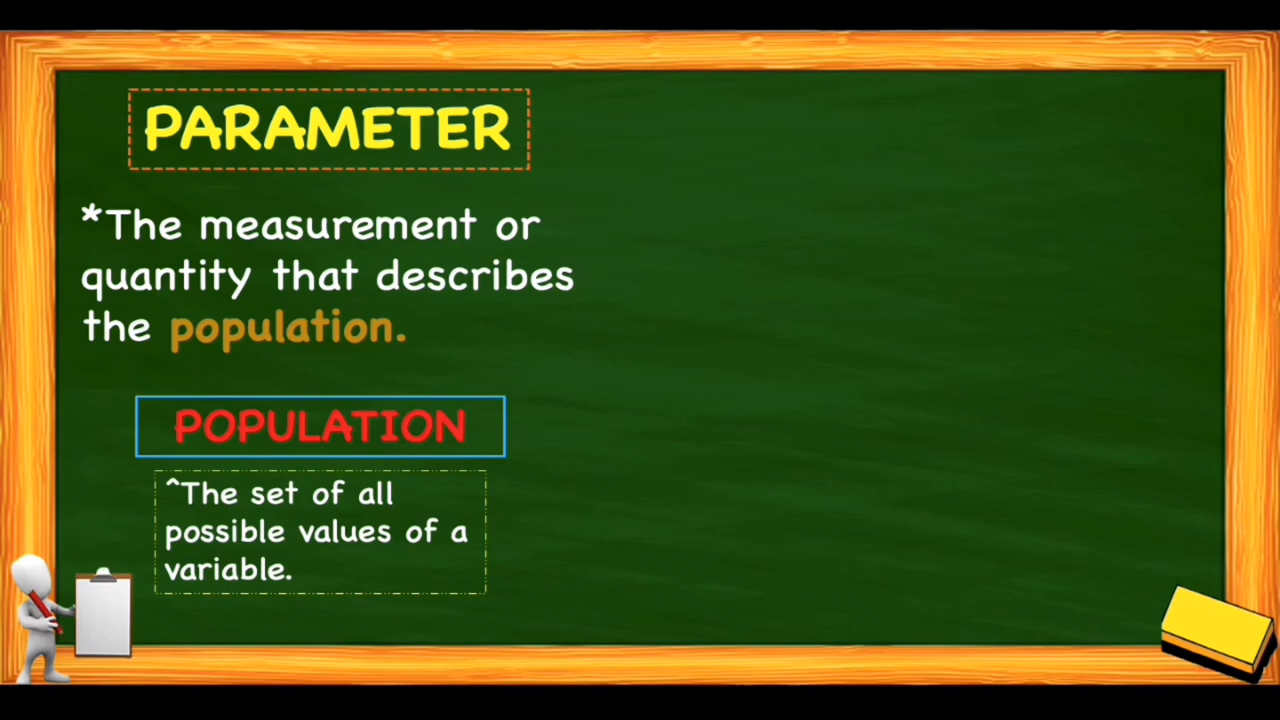 PARAMETER
*The measurement or
quantity that describes
the population.
POPULATION
^The set of all
possible values of a
variable.